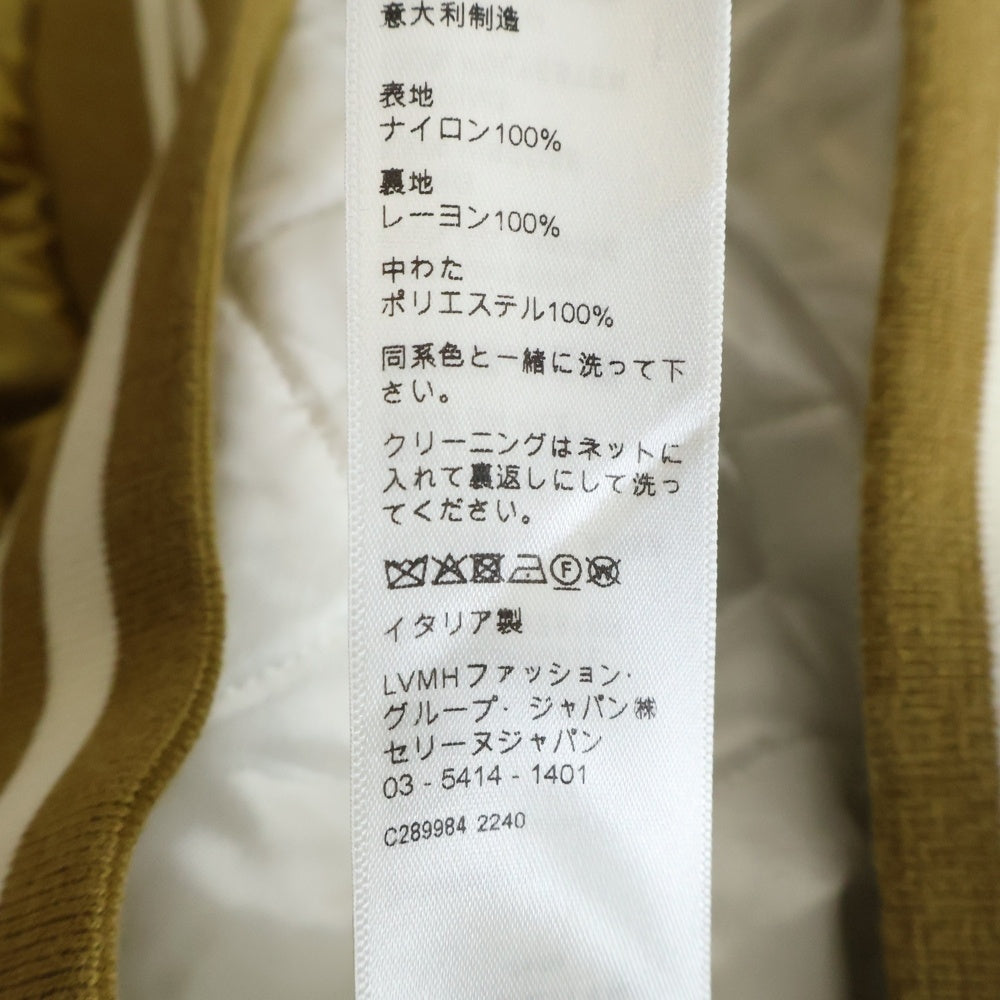 意大利制造
表地
ナイロン100%
裏地
レーヨン100%
中わた
ポリエステル100%
同系色と一緒に洗って下
さい。
クリーニングはネットに
入れて裏返しにして洗っ
てください。
F W
イタリア製
LVMHファッション·
グループ· ジャパン㈱
セリーヌジャパン
03 - 5414 - 1401
C289984 2240